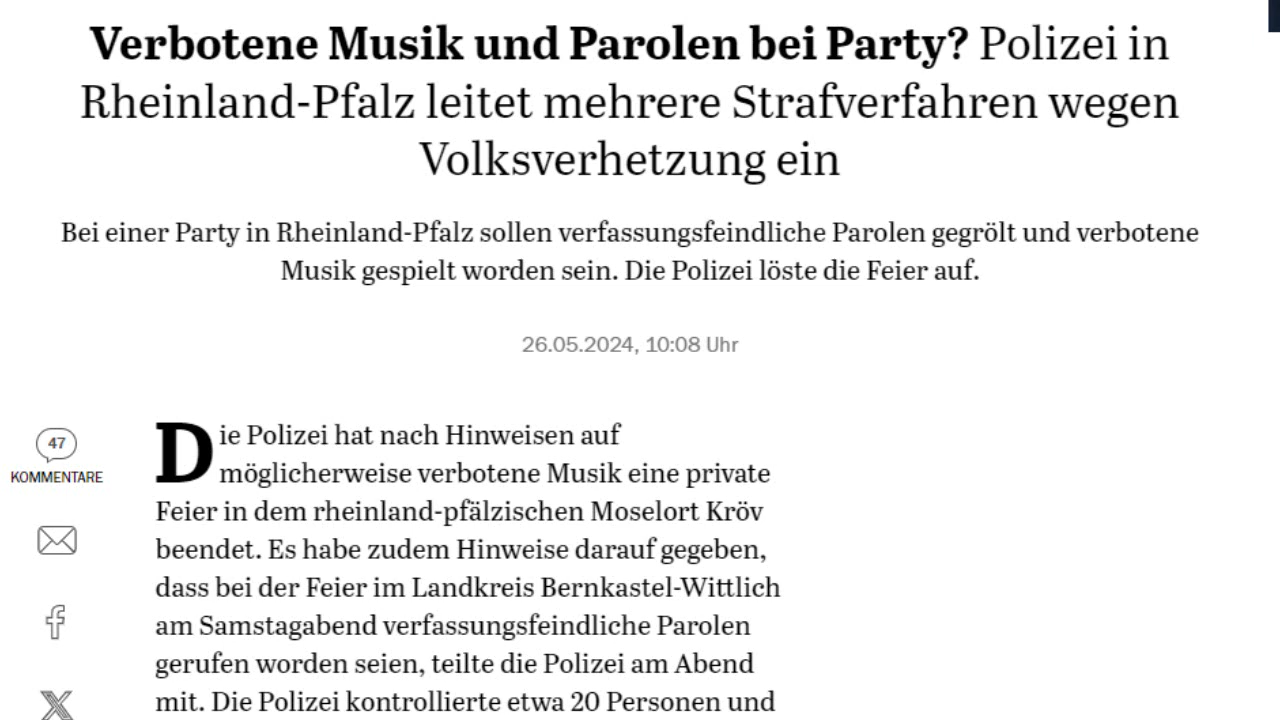 Verbotene Musik und Parolen bei Party? Polizei in
Rheinland-Pfalz leitet mehrere Strafverfahren wegen
Volksverhetzung ein
Bei einer Party in Rheinland-Pfalz sollen verfassungsfeindliche Parolen gegrölt und verbotene
Musik gespielt worden sein. Die Polizei löste die Feier auf.
26.05.2024, 10:08 Uhr
47
KOMMENTARE
Die Polizei hat nach Hinweisen auf
möglicherweise verbotene Musik eine private
Feier in dem rheinland-pfälzischen Moselort Kröv
beendet. Es habe zudem Hinweise darauf gegeben,
dass bei der Feier im Landkreis Bernkastel-Wittlich
am Samstagabend verfassungsfeindliche Parolen
gerufen worden seien, teilte die Polizei am Abend
mit. Die Polizei kontrollierte etwa 20 Personen und